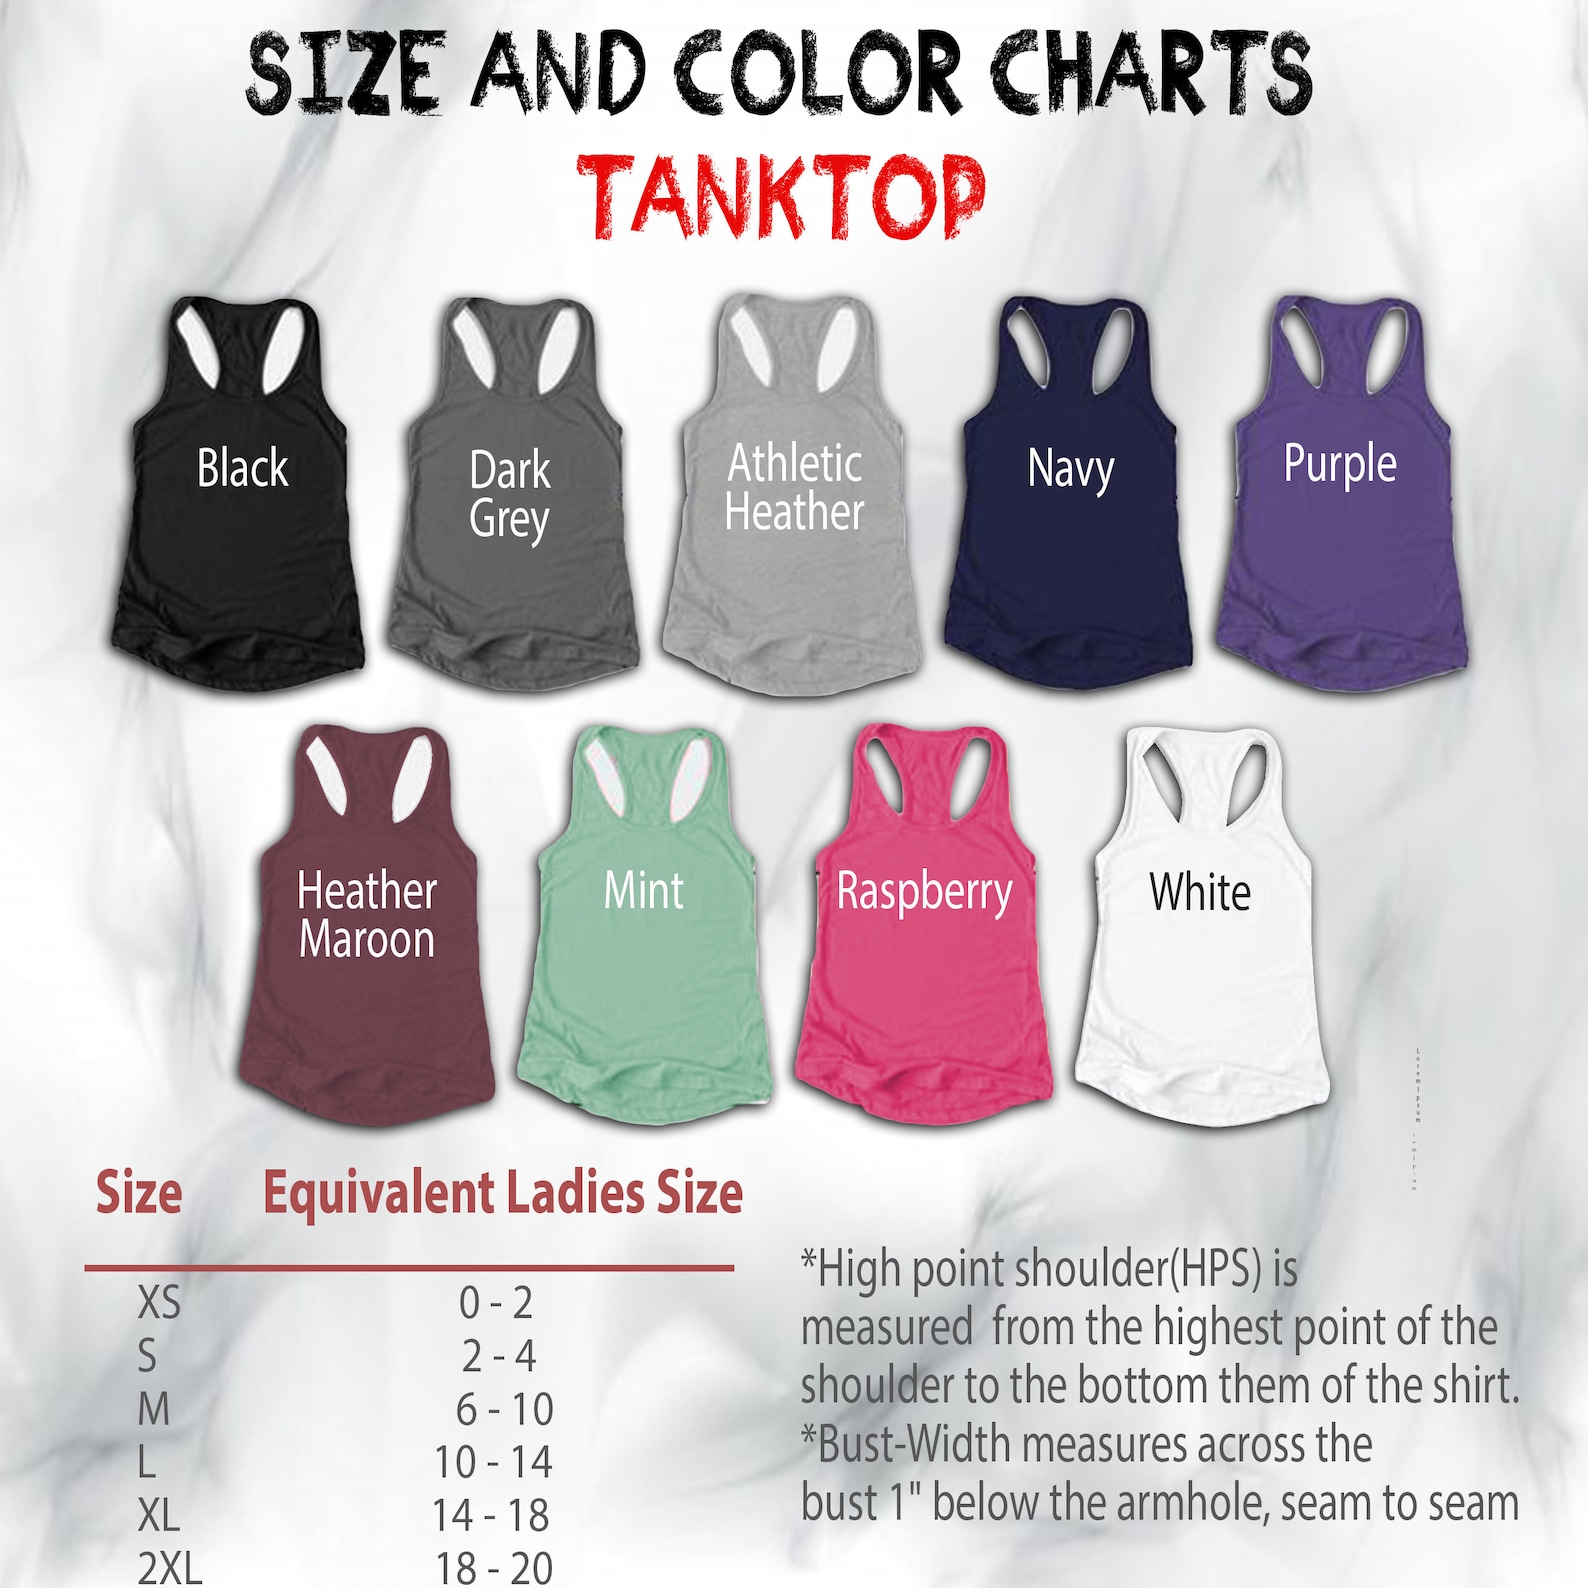 SIZE AND COLOR CHARTS
TANKTOP
Black
Dark
Grey
Athletic
Heather
Navy
Purple
Heather
Maroon
Mint
Raspberry
White
Lorem Ipsum
Size Equivalent Ladies Size
XS 0 - 2
S 2 - 4
M 6 - 10
L 10 - 14
XL 14 - 18
2XL 18 - 20
*High point shoulder(HPS) is
measured from the highest point of the
shoulder to the bottom them of the shirt.
*Bust-Width measures across the
bust 1" below the armhole, seam to seam